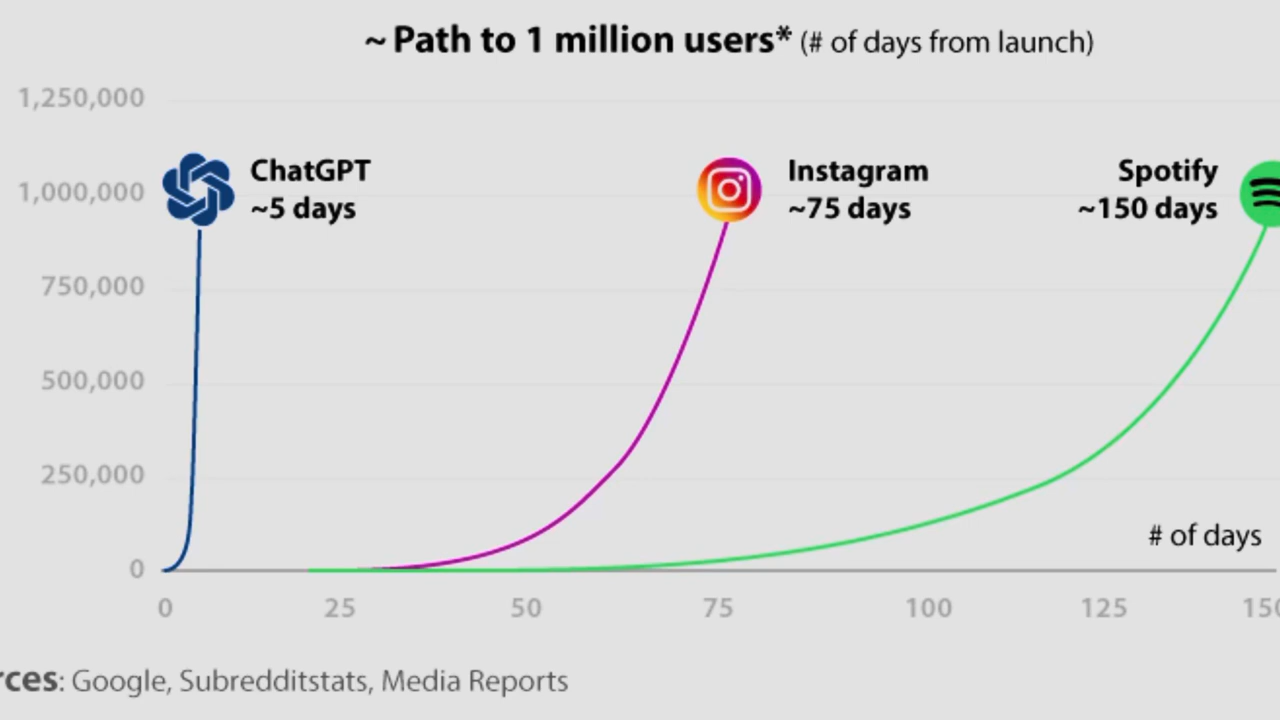 ~ Path to 1 million users* (# of days from launch)
1,250,000
ChatGPT
~5 days
Instagram
~75 days
Spotify
~150 days
1,000,000
750,000
500,000
250,000
# of days
0
0 25 50 75 100 125 150
rces: Google, Subredditstats, Media Reports